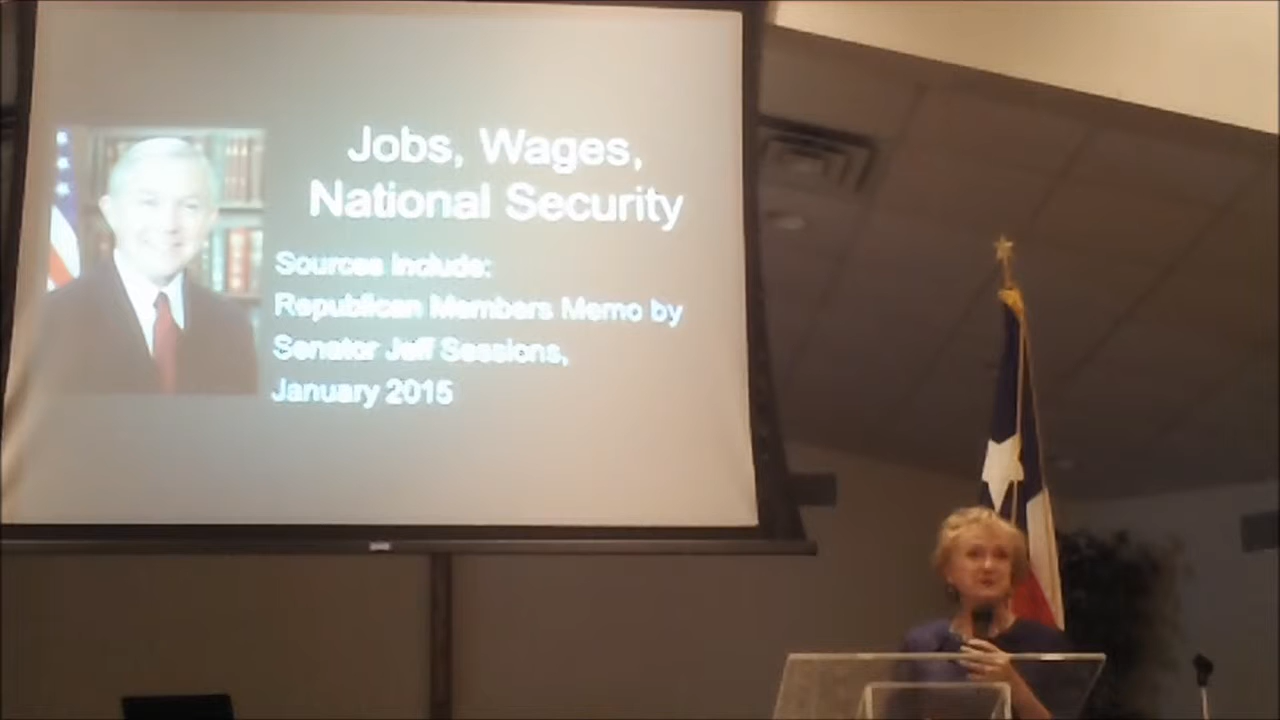 Jobs, Wages,
National Security
Sources Include:
Republican Members Memo by
Senator Jeff Sessions,
January 2015